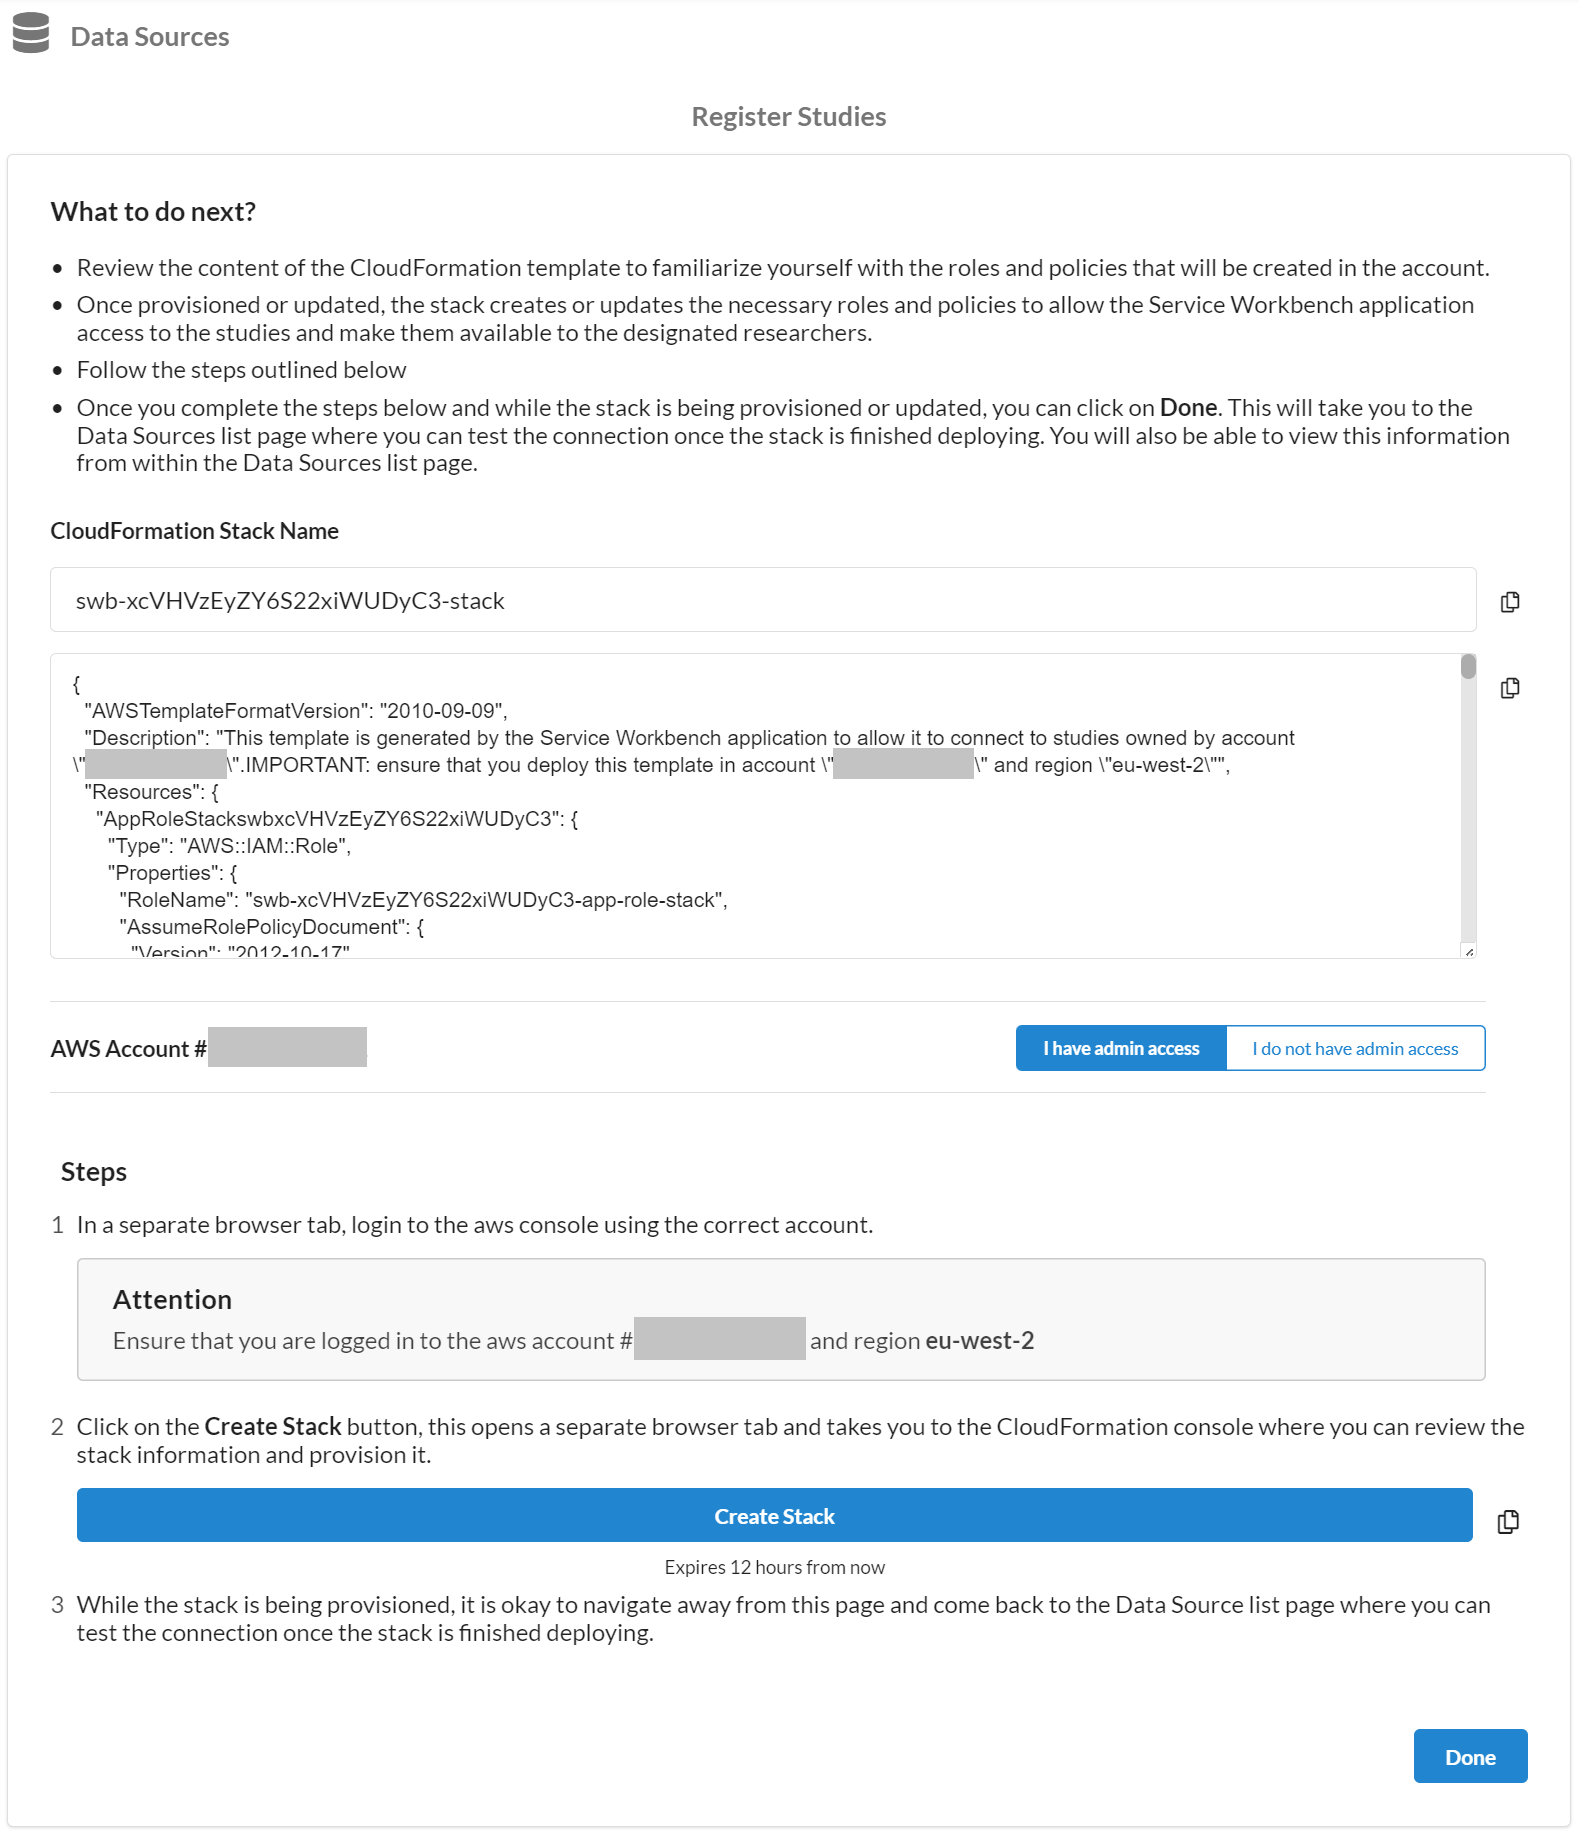 Data Sources
Register Studies
What to do next?
• Review the content of the CloudFormation template to familiarize yourself with the roles and policies that will be created in the account.
• Once provisioned or updated, the stack creates or updates the necessary roles and policies to allow the Service Workbench application
access to the studies and make them available to the designated researchers.
• Follow the steps outlined below
• Once you complete the steps below and while the stack is being provisioned or updated, you can click on Done. This will take you to the
Data Sources list page where you can test the connection once the stack is finished deploying. You will also be able to view this information
from within the Data Sources list page.
CloudFormation Stack Name
swb-xcVHVzEyZY6S22xiWUDyC3-stack
{
"AWSTemplateFormatVersion": "2010-09-09",
"Description": "This template is generated by the Service Workbench application to allow it to connect to studies owned by account
\"\".IMPORTANT: ensure that you deploy this template in account \"\" and region \"eu-west-2\"",
"Resources": {
"AppRoleStackswbxcVHVzEyZY6S22xiWUDyC3": {
"Type": "AWS::IAM::Role",
"Properties": {
"RoleName": "swb-xcVHVzEyZY6S22xiWUDyC3-app-role-stack",
"AssumeRolePolicyDocument": {
"Version": "2012-10-17"
AWS Account #
I have admin access
I do not have admin access
Steps
1 In a separate browser tab, login to the aws console using the correct account.
Attention
Ensure that you are logged in to the aws account # and region eu-west-2
2 Click on the Create Stack button, this opens a separate browser tab and takes you to the CloudFormation console where you can review the
stack information and provision it.
Create Stack
Expires 12 hours from now
3 While the stack is being provisioned, it is okay to navigate away from this page and come back to the Data Source list page where you can
test the connection once the stack is finished deploying.
Done